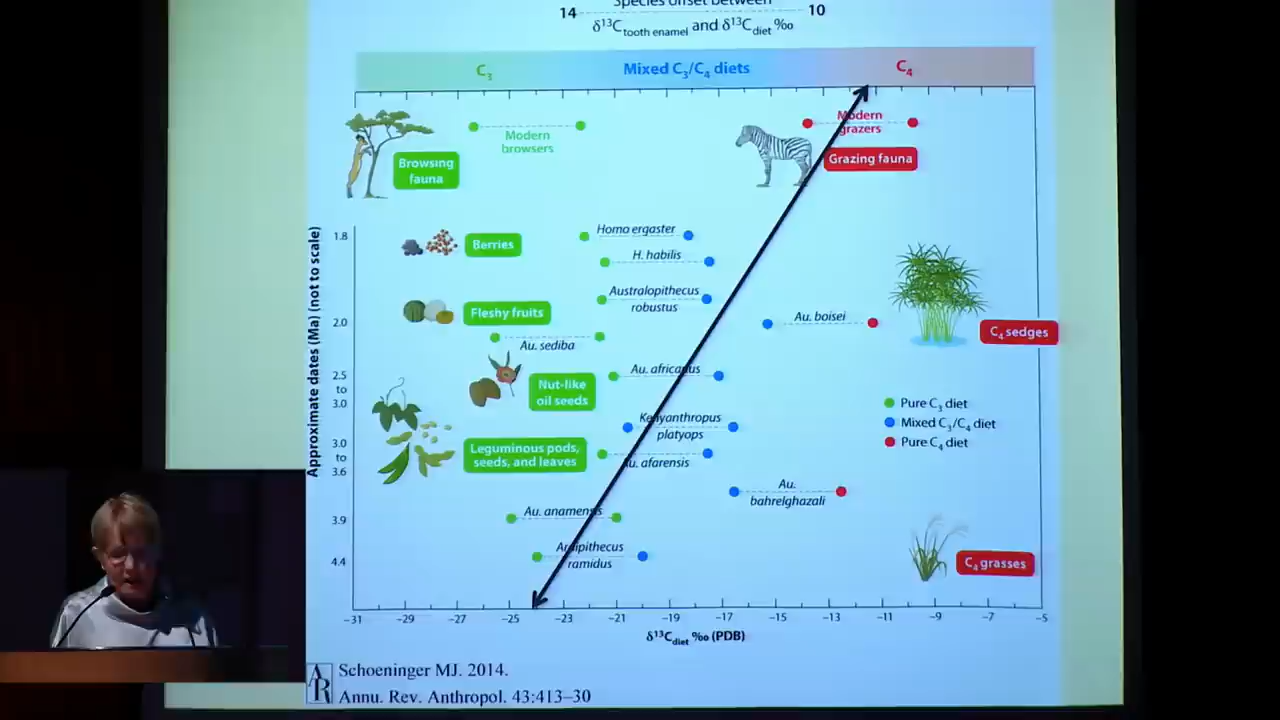 Species offset between
14 10
δ¹³Ctooth enamel and δ¹³Cdiet ‰
C₃ Mixed C₃/C₄ diets C₄
Modern browsers
Modern grazers
Browsing fauna
Grazing fauna
Approximate dates (Ma) (not to scale)
1.8
Berries
Homo ergaster
H. habilis
Australopithecus robustus
Fleshy fruits
2.0
Au. boisei
C₄ sedges
Au. sediba
2.5 to 3.0
Au. africanus
Nut-like oil seeds
Pure C₃ diet
Mixed C₃/C₄ diet
Pure C₄ diet
Kenyanthropus platyops
3.0 to 3.6
Leguminous pods, seeds, and leaves
Au. afarensis
Au. bahrelghazali
3.9
Au. anamensis
4.4
Ardipithecus ramidus
C₄ grasses
−31 −29 −27 −25 −23 −21 −19 −17 −15 −13 −11 −9 −7 −5
δ¹³Cdiet ‰ (PDB)
AR
Schoeninger MJ. 2014.
Annu. Rev. Anthropol. 43:413–30